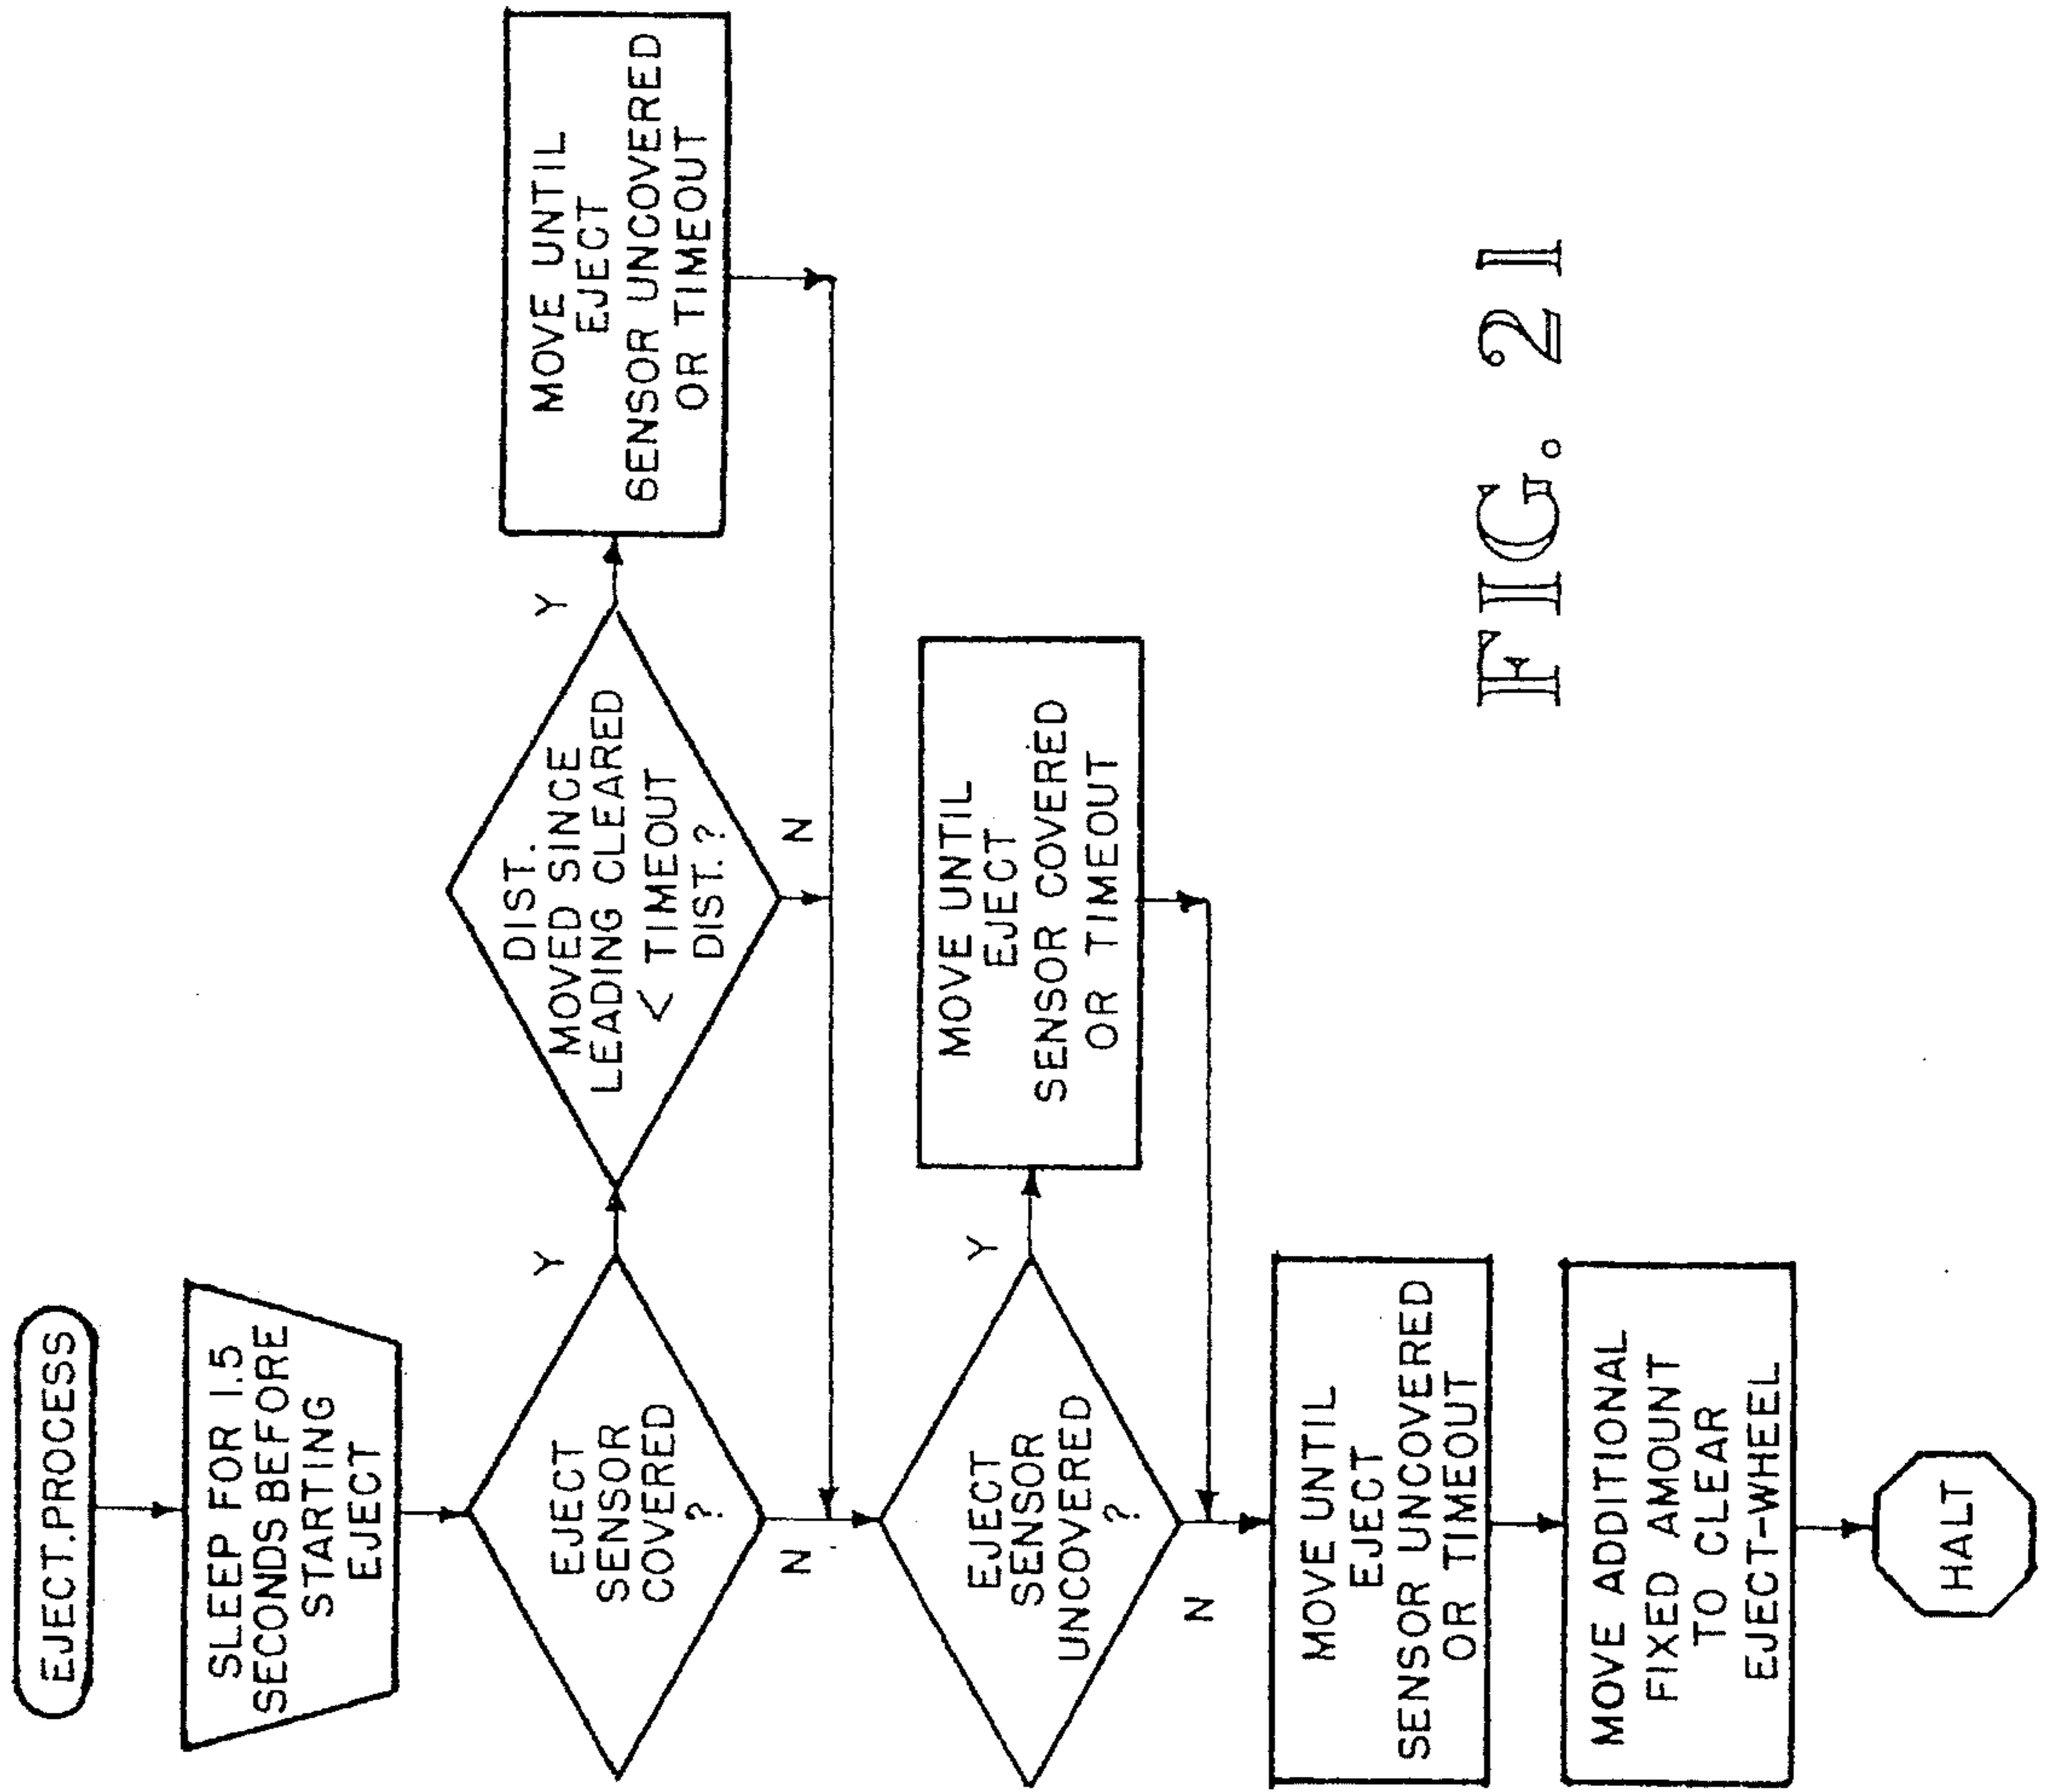 EJECT.PROCESS
SLEEP FOR 1.5
SECONDS BEFORE
STARTING
EJECT
EJECT
SENSOR
COVERED
?
Y
N
DIST.
MOVED SINCE
LEADING CLEARED
< TIMEOUT
DIST.?
Y
N
MOVE UNTIL
EJECT
SENSOR UNCOVERED
OR TIMEOUT
EJECT
SENSOR
UNCOVERED
?
Y
N
MOVE UNTIL
EJECT
SENSOR COVERED
OR TIMEOUT
MOVE UNTIL
EJECT
SENSOR UNCOVERED
OR TIMEOUT
MOVE ADDITIONAL
FIXED AMOUNT
TO CLEAR
EJECT-WHEEL
HALT
FIG. 21